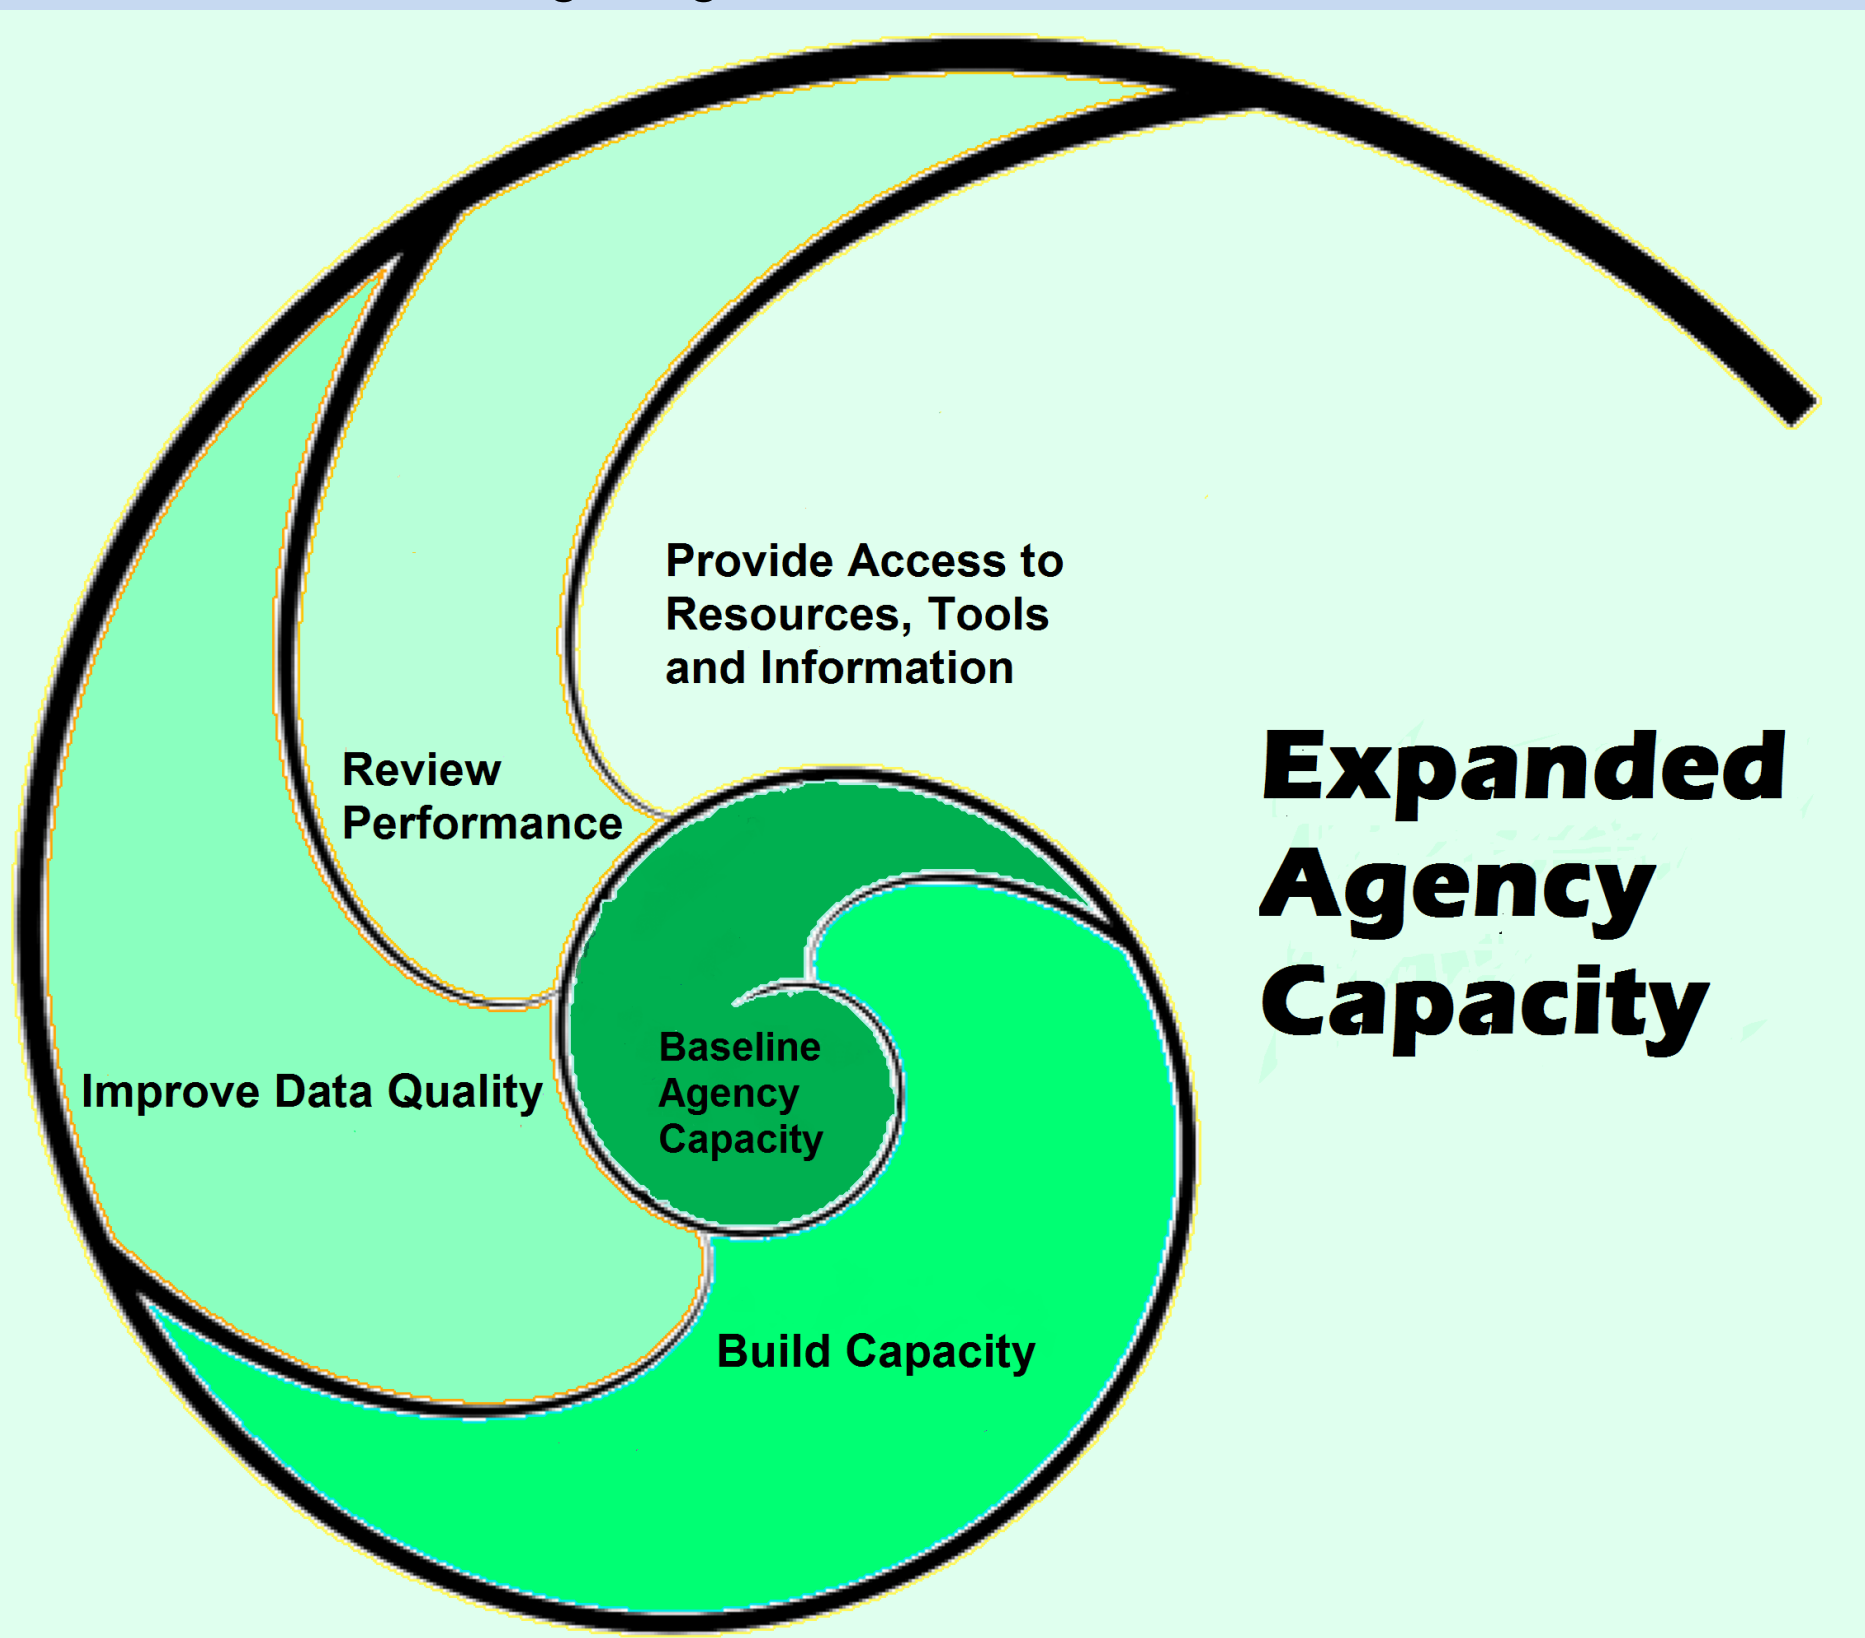 Provide Access to
Resources, Tools
and Information
Review
Performance
Expanded
Agency
Capacity
Baseline
Agency
Capacity
Improve Data Quality
Build Capacity